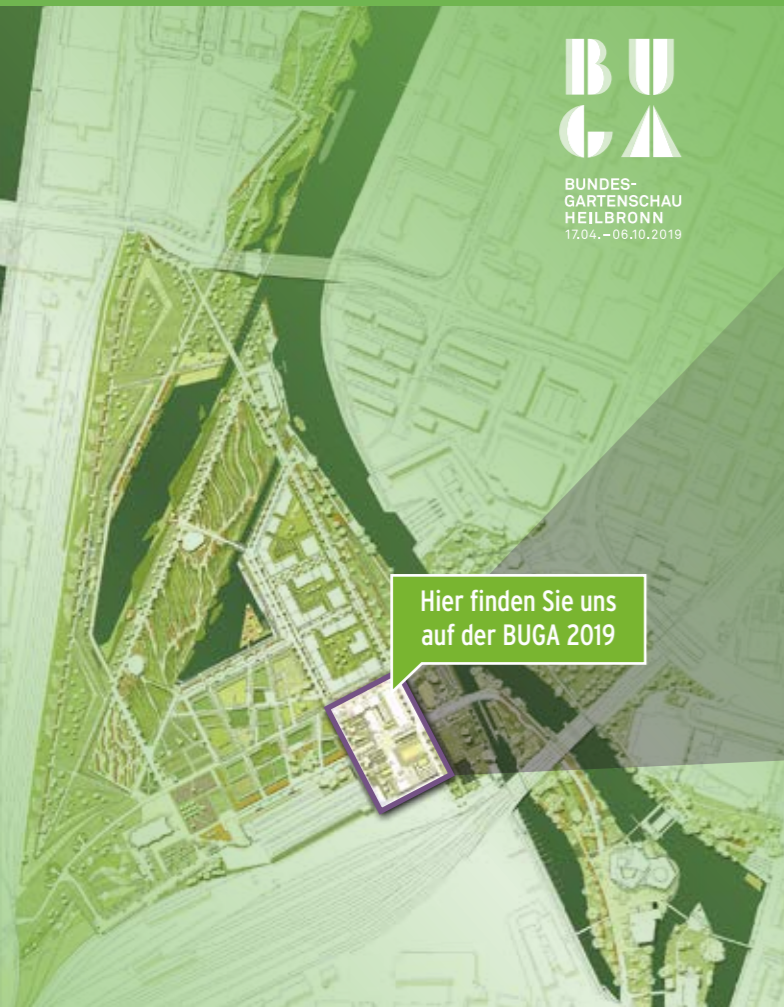 BU
GA
BUNDES-
GARTENSCHAU
HEILBRONN
17.04.–06.10.2019
Hier finden Sie uns
auf der BUGA 2019